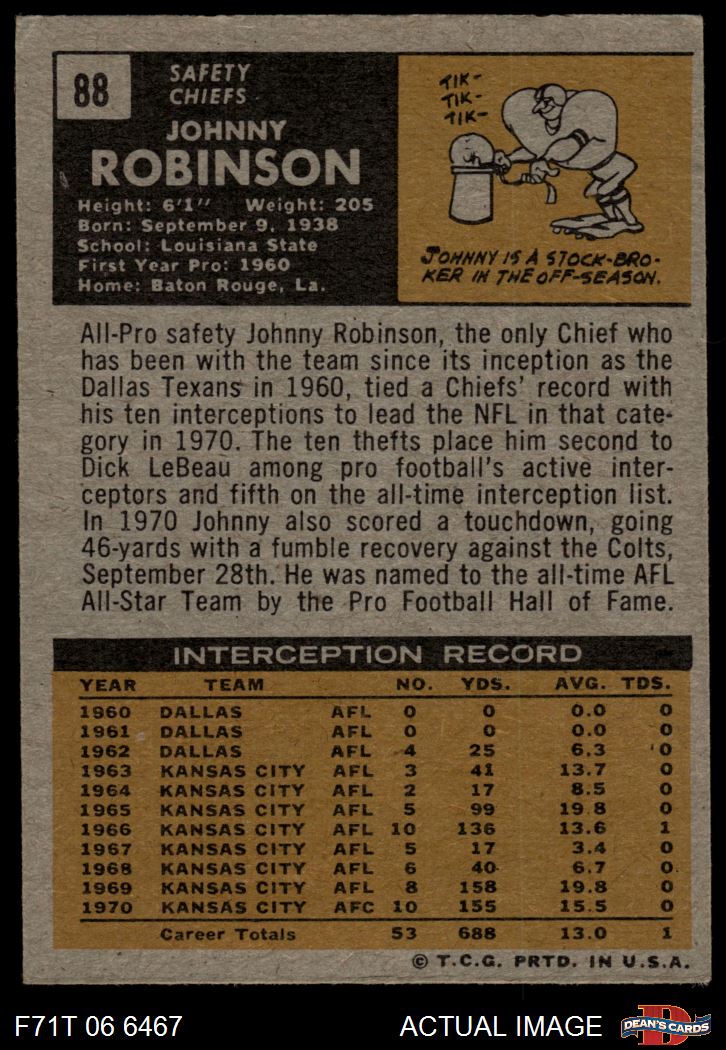 88
SAFETY
CHIEFS
JOHNNY
ROBINSON
Height: 6'1" Weight: 205
Born: September 9, 1938
School: Louisiana State
First Year Pro: 1960
Home: Baton Rouge, La.
TIK-
TIK-
TIK-
JOHNNY IS A STOCK-BRO-
KER IN THE OFF-SEASON.
All-Pro safety Johnny Robinson, the only Chief who
has been with the team since its inception as the
Dallas Texans in 1960, tied a Chiefs' record with
his ten interceptions to lead the NFL in that cate-
gory in 1970. The ten thefts place him second to
Dick LeBeau among pro football's active inter-
ceptors and fifth on the all-time interception list.
In 1970 Johnny also scored a touchdown, going
46-yards with a fumble recovery against the Colts,
September 28th. He was named to the all-time AFL
All-Star Team by the Pro Football Hall of Fame.
INTERCEPTION RECORD
YEAR TEAM NO. YDS. AVG. TDS.
1960 DALLAS AFL 0 0 0.0 0
1961 DALLAS AFL 0 0 0.0 0
1962 DALLAS AFL 4 25 6.3 0
1963 KANSAS CITY AFL 3 41 13.7 0
1964 KANSAS CITY AFL 2 17 8.5 0
1965 KANSAS CITY AFL 5 99 19.8 0
1966 KANSAS CITY AFL 10 136 13.6 1
1967 KANSAS CITY AFL 5 17 3.4 0
1968 KANSAS CITY AFL 6 40 6.7 0
1969 KANSAS CITY AFL 8 158 19.8 0
1970 KANSAS CITY AFC 10 155 15.5 0
Career Totals 53 688 13.0 1
© T.C.G. PRTD. IN U.S.A.
F71T 06 6467 ACTUAL IMAGE
D
DEAN'S CARDS